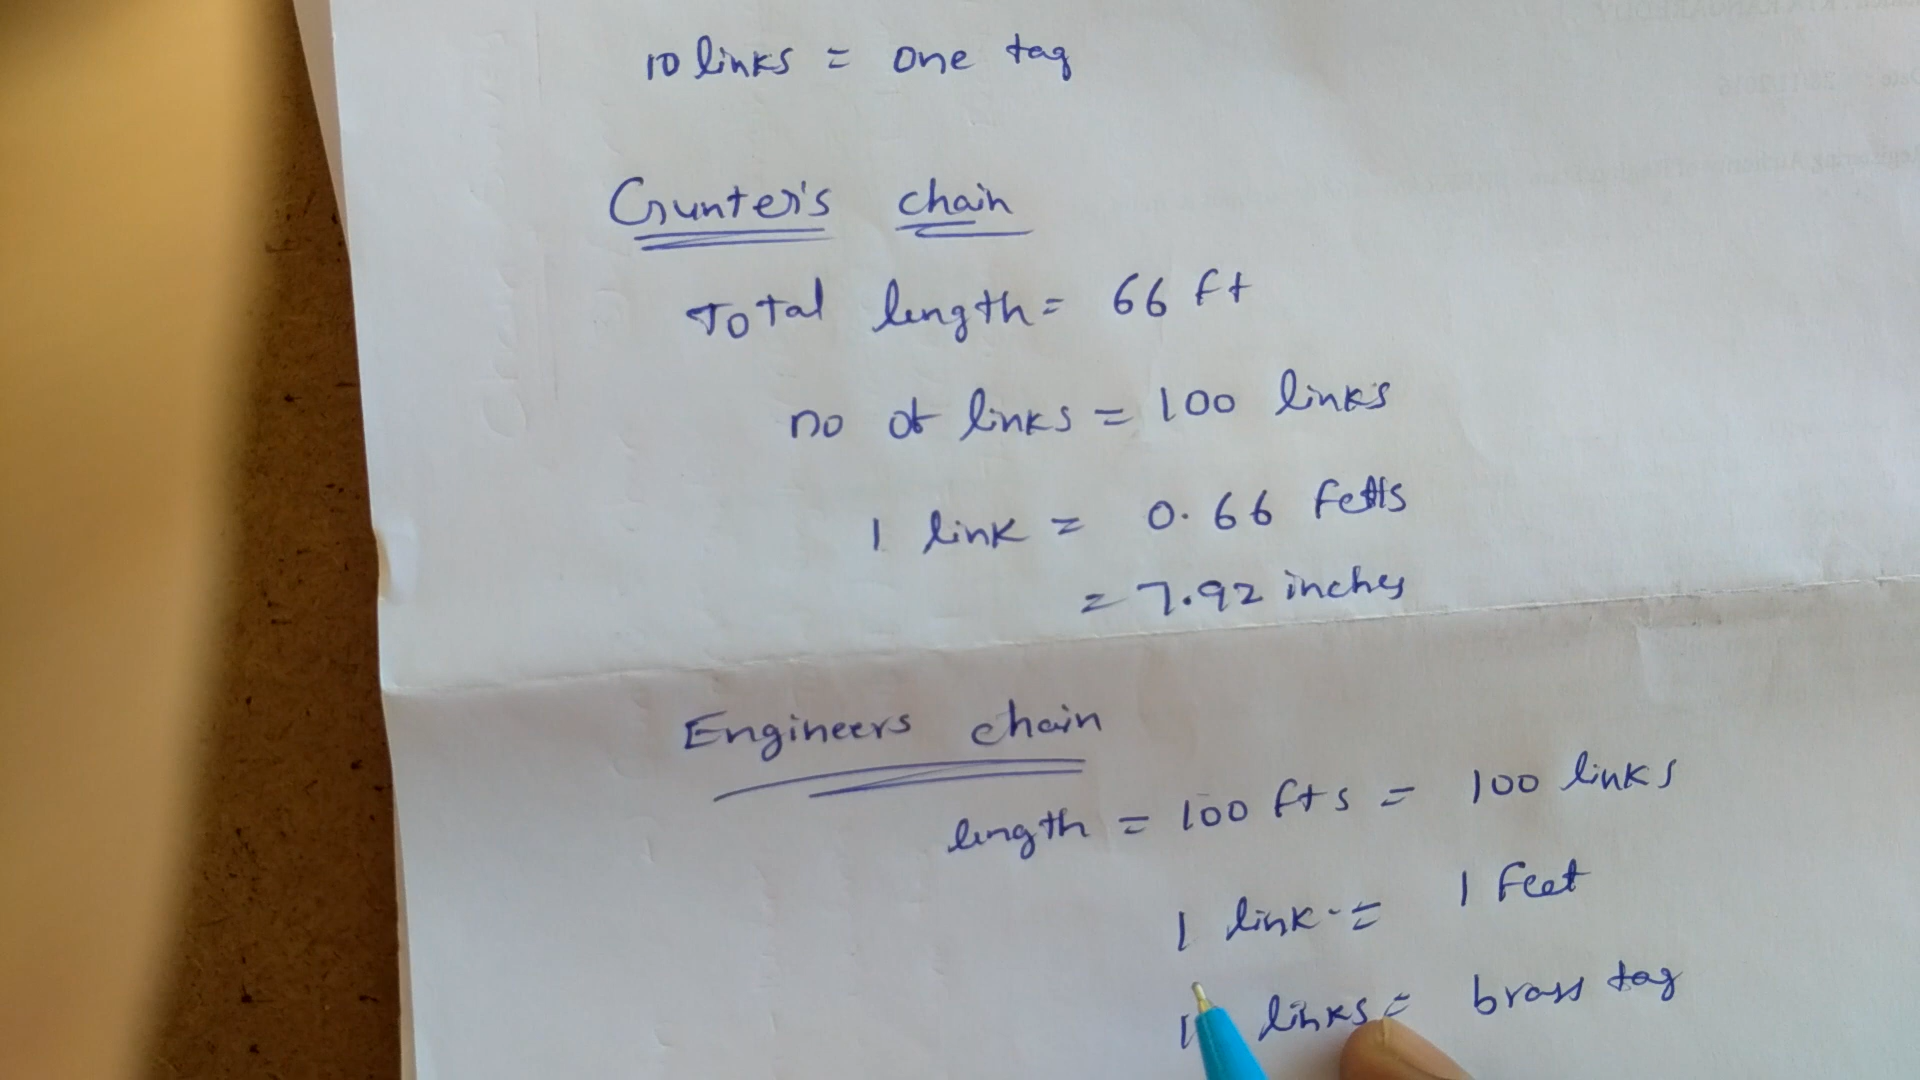 10 links = one tag
Gunter's chain
Total length = 66 ft
no of links = 100 links
1 link = 0.66 Feets
= 7.92 inches
Engineers chain
length = 100 fts = 100 links
1 link = 1 Feet
links = brass tag